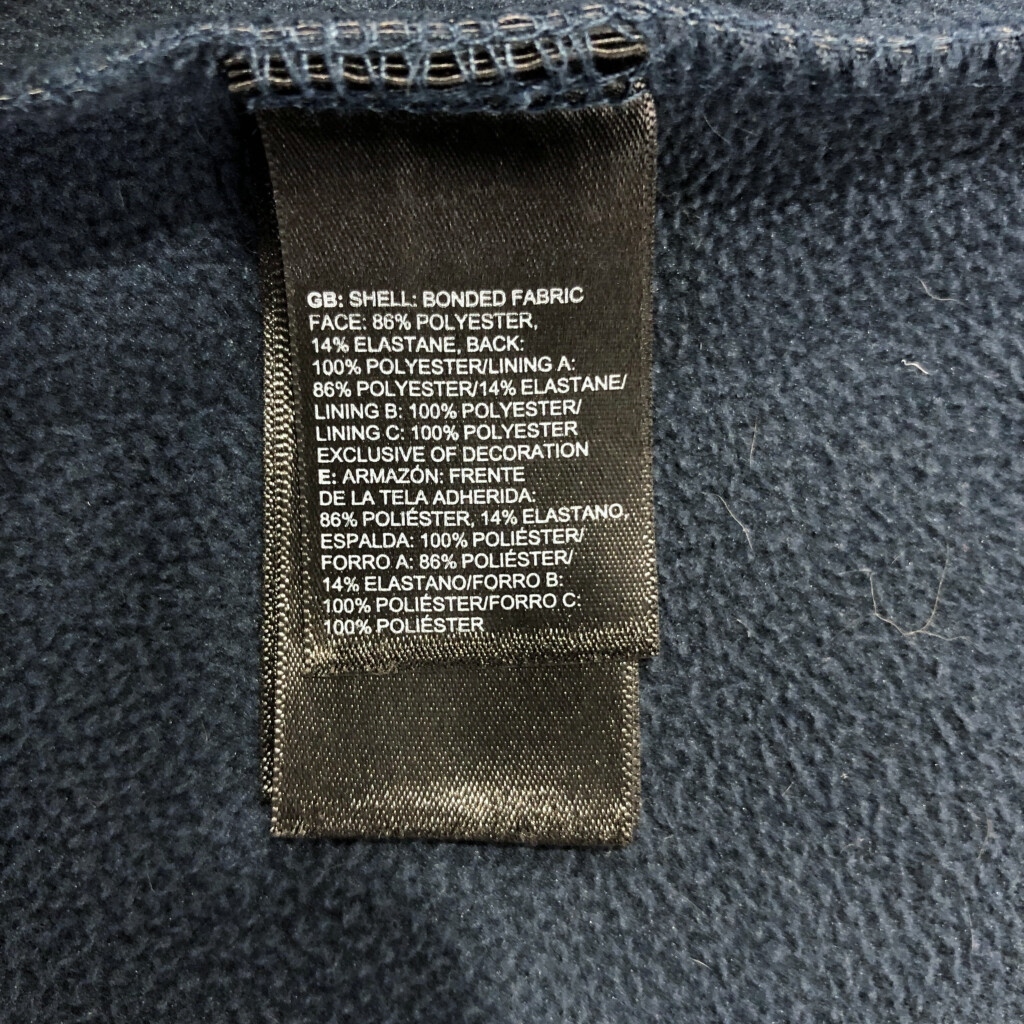 GB: SHELL: BONDED FABRIC
FACE: 86% POLYESTER,
14% ELASTANE, BACK:
100% POLYESTER/LINING A:
86% POLYESTER/14% ELASTANE/
LINING B: 100% POLYESTER/
LINING C: 100% POLYESTER
EXCLUSIVE OF DECORATION
E: ARMAZÓN: FRENTE
DE LA TELA ADHERIDA:
86% POLIÉSTER, 14% ELASTANO,
ESPALDA: 100% POLIÉSTER/
FORRO A: 86% POLIÉSTER/
14% ELASTANO/FORRO B:
100% POLIÉSTER/FORRO C:
100% POLIÉSTER